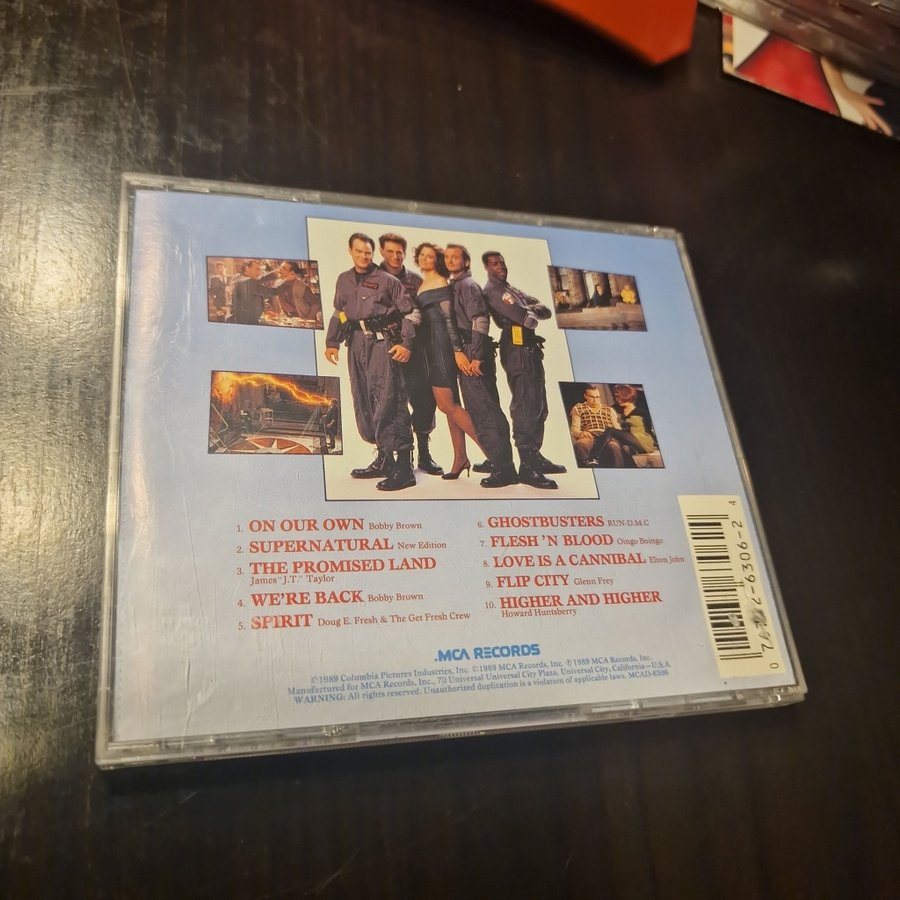 1. ON OUR OWN Bobby Brown
2. SUPERNATURAL New Edition
3. THE PROMISED LAND
James "J.T." Taylor
4. WE'RE BACK Bobby Brown
5. SPIRIT Doug E. Fresh & The Get Fresh Crew
6. GHOSTBUSTERS RUN-D.M.C
7. FLESH 'N BLOOD Oingo Boingo
8. LOVE IS A CANNIBAL Elton John
9. FLIP CITY Glenn Frey
10. HIGHER AND HIGHER
Howard Huntsberry
MCA RECORDS
© 1989 Columbia Pictures Industries, Inc. © 1989 MCA Records, Inc. ℗ 1989 MCA Records, Inc.
Manufactured for MCA Records, Inc., 70 Universal Universal City Plaza, Universal City, California—U.S.A.
WARNING: All rights reserved. Unauthorized duplication is a violation of applicable laws. MCAD-6306
6306-2 4